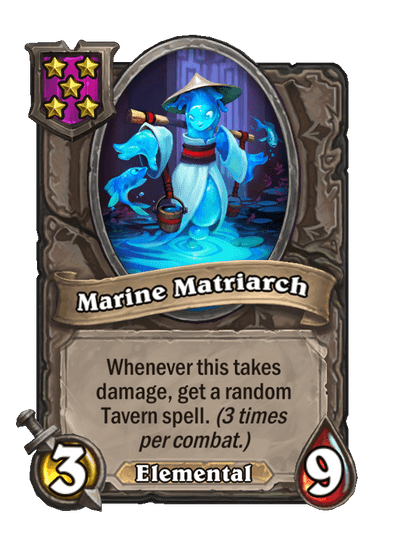 Marine Matriarch
Whenever this takes
damage, get a random
Tavern spell. (3 times
per combat.)
3
Elemental
9